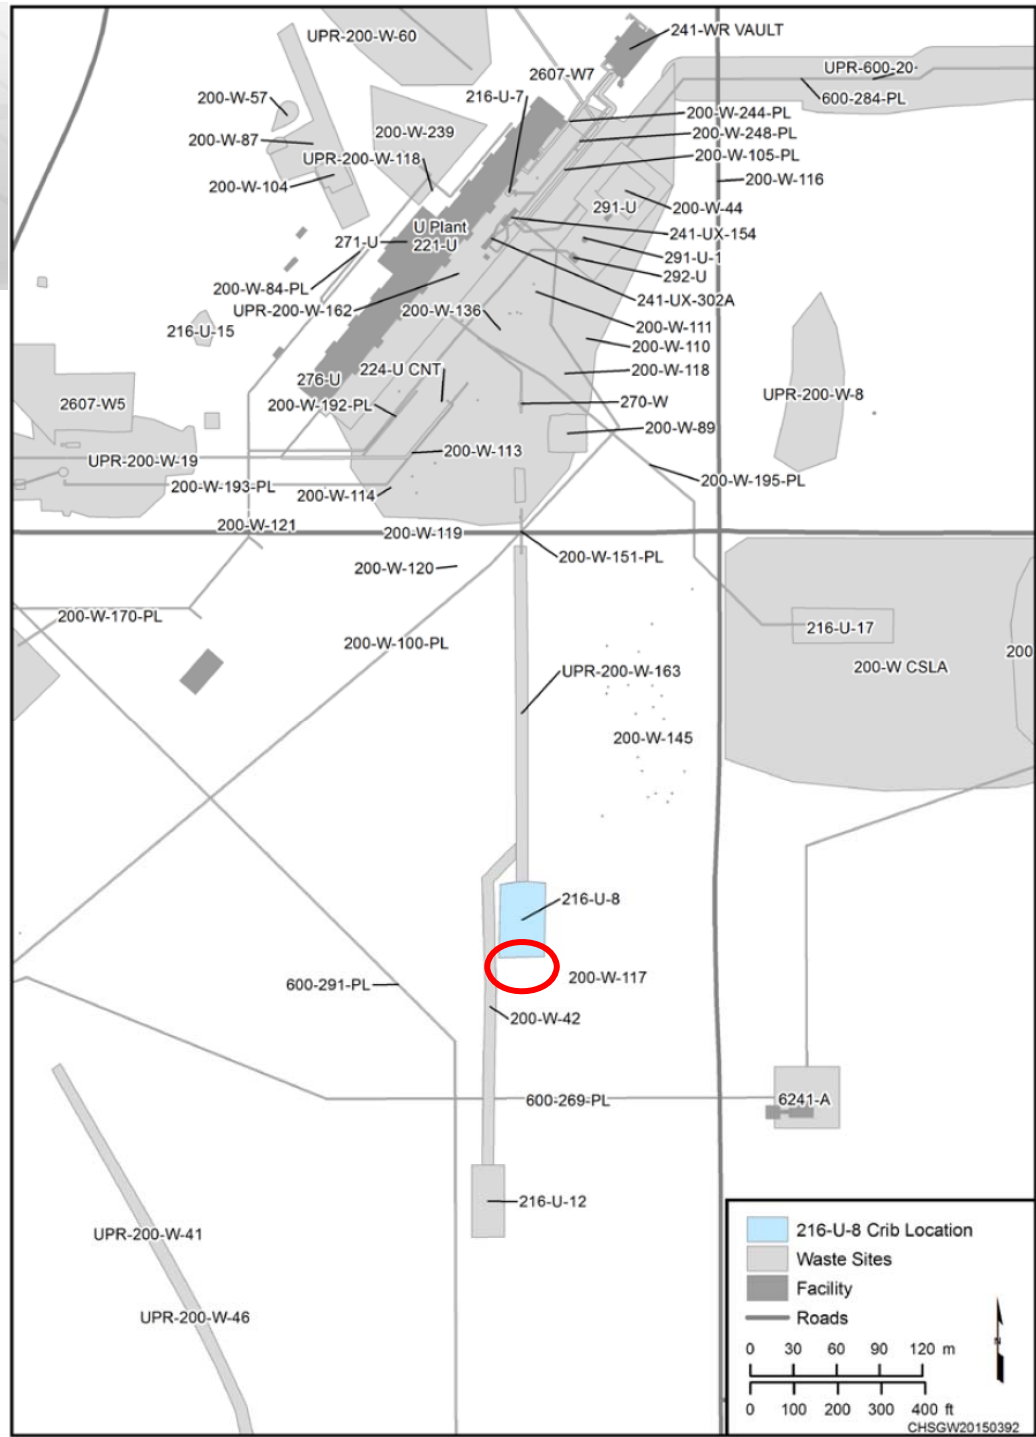 UPR-200-W-60
241-WR VAULT
2607-W7
UPR-600-20
200-W-57
216-U-7
600-284-PL
200-W-244-PL
200-W-239
200-W-87
200-W-248-PL
UPR-200-W-118
200-W-105-PL
200-W-104
200-W-116
291-U
200-W-44
U Plant
221-U
271-U
241-UX-154
291-U-1
292-U
200-W-84-PL
241-UX-302A
UPR-200-W-162
200-W-136
216-U-15
200-W-111
200-W-110
224-U CNT
200-W-118
276-U
UPR-200-W-8
2607-W5
200-W-192-PL
270-W
200-W-89
200-W-113
UPR-200-W-19
200-W-195-PL
200-W-193-PL
200-W-114
200-W-121
200-W-119
200-W-151-PL
200-W-120
200-W-170-PL
216-U-17
200-W-100-PL
200
200-W CSLA
UPR-200-W-163
200-W-145
216-U-8
200-W-117
600-291-PL
200-W-42
600-269-PL
6241-A
216-U-12
UPR-200-W-41
UPR-200-W-46
216-U-8 Crib Location
Waste Sites
Facility
Roads
N
0 30 60 90 120 m
0 100 200 300 400 ft
CHSGW20150392